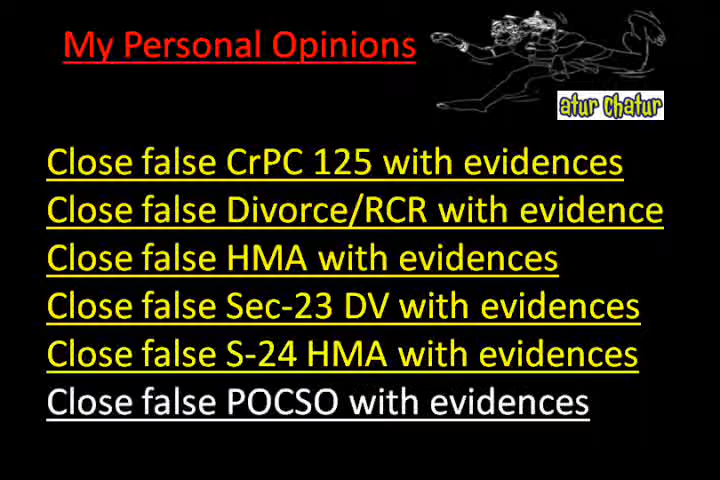 My Personal Opinions
atur Chatur
Close false CrPC 125 with evidences
Close false Divorce/RCR with evidence
Close false HMA with evidences
Close false Sec-23 DV with evidences
Close false S-24 HMA with evidences
Close false POCSO with evidences